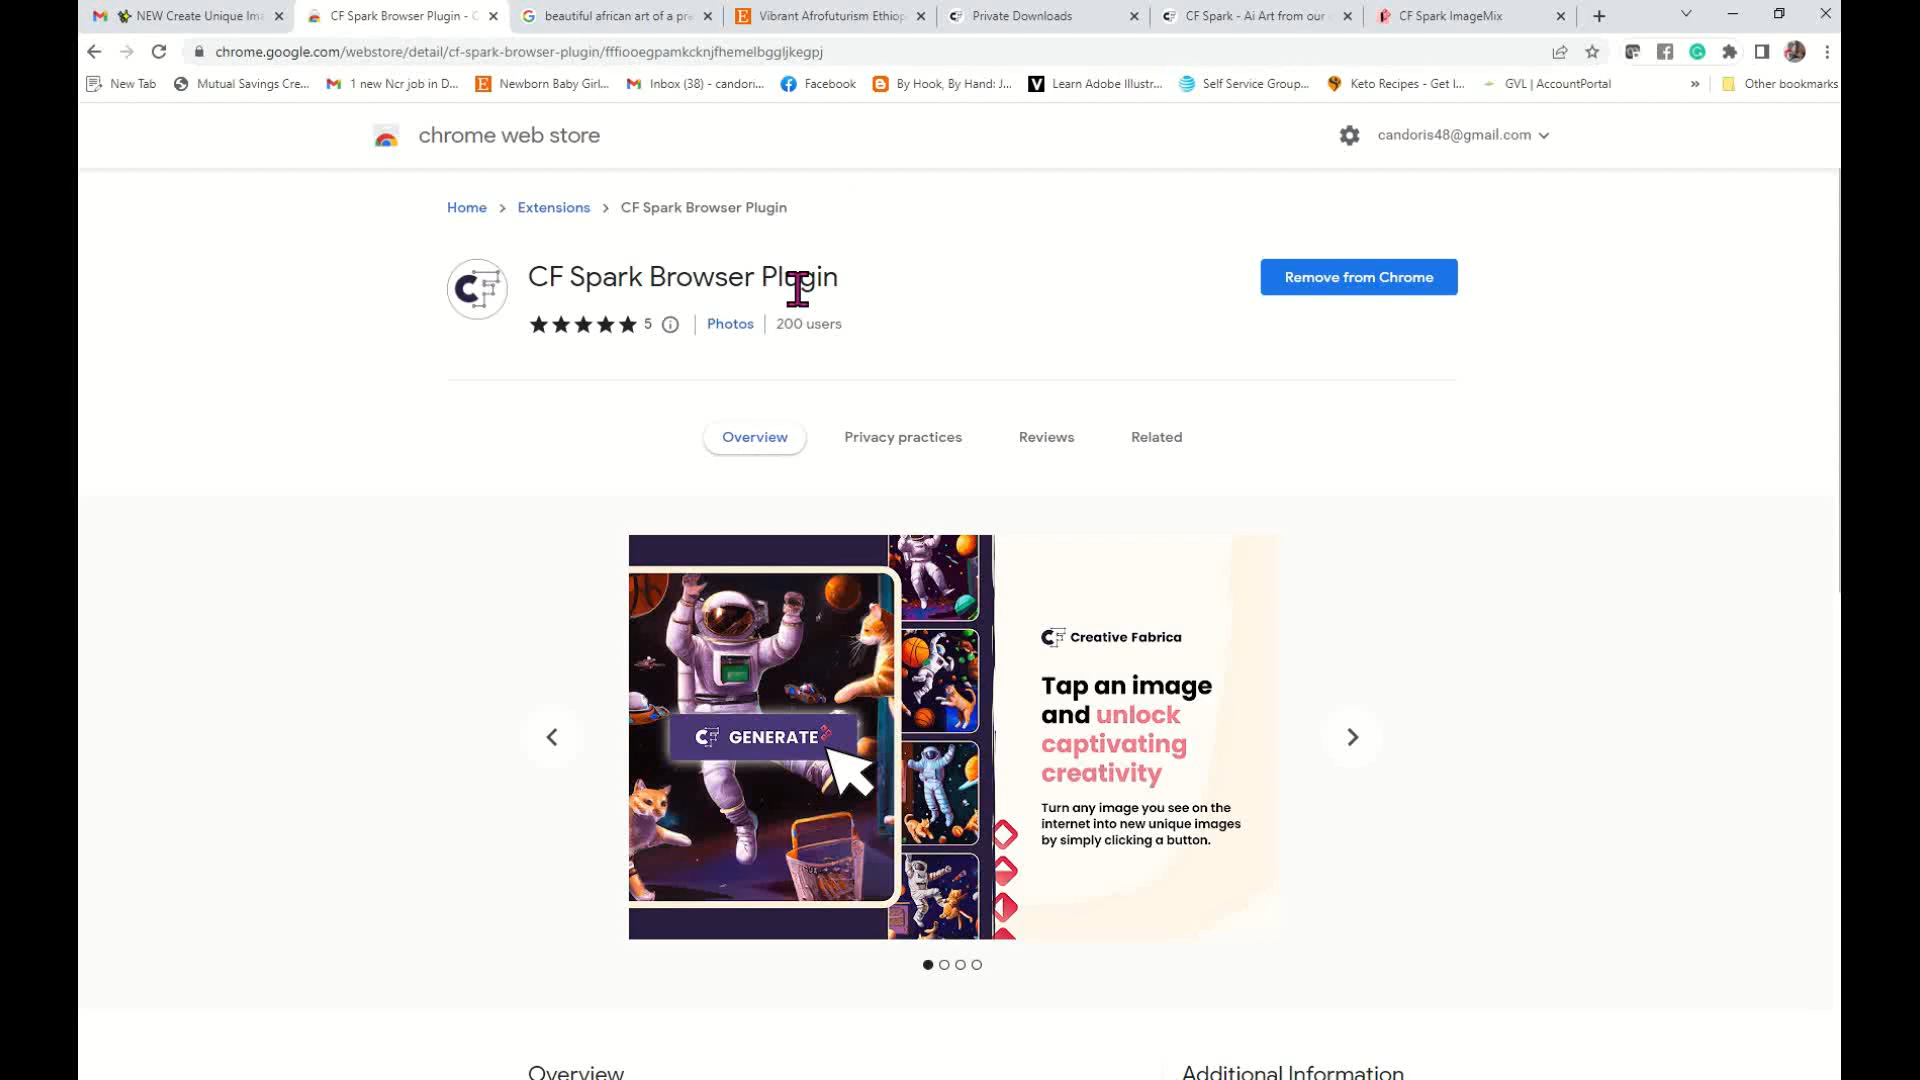 NEW Create Unique Im
CF Spark Browser Plugin - C
beautiful african art of a pre
Vibrant Afrofuturism Ethiop
Private Downloads
CF Spark - Ai Art from our
CF Spark ImageMix
chrome.google.com/webstore/detail/cf-spark-browser-plugin/fffiooegpamkcknjfhemelbggljkegpj
New Tab
Mutual Savings Cre...
1 new Ncr job in D...
Newborn Baby Girl...
Inbox (38) - candori...
Facebook
By Hook, By Hand: J...
Learn Adobe Illustr...
Self Service Group...
Keto Recipes - Get I...
GVL | AccountPortal
»
Other bookmarks
chrome web store
candoris48@gmail.com
Home > Extensions > CF Spark Browser Plugin
CF Spark Browser Plugin
Remove from Chrome
5
Photos
200 users
Overview
Privacy practices
Reviews
Related
CF Creative Fabrica
Tap an image
and unlock
captivating
creativity
CF GENERATE
Turn any image you see on the
internet into new unique images
by simply clicking a button.
Overview
Additional Information